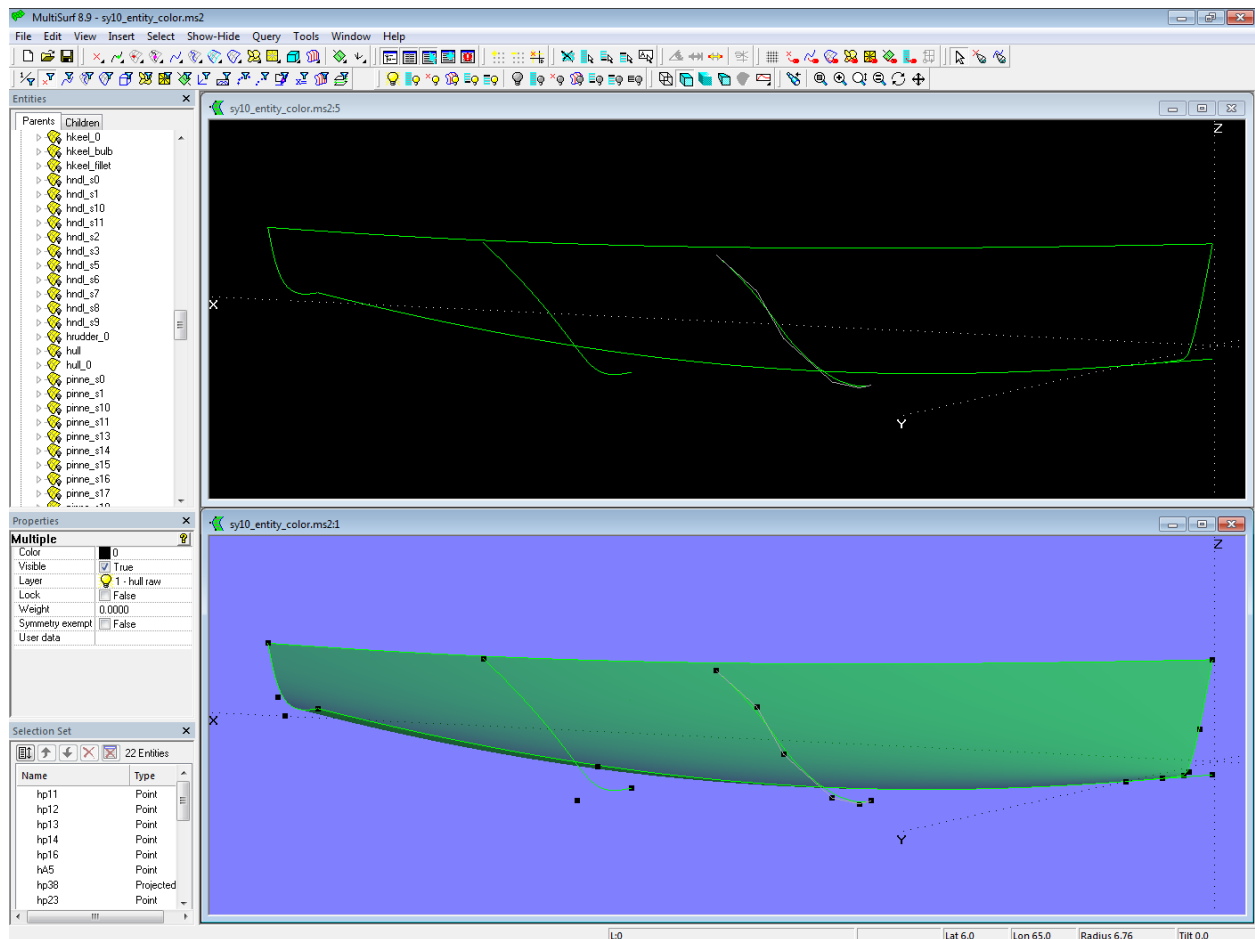 MultiSurf 8.9 - sy10_entity_color.ms2
File Edit View Insert Select Show-Hide Query Tools Window Help
Entities
Parents Children
hkeel_0
hkeel_bulb
hkeel_fillet
hndl_s0
hndl_s1
hndl_s10
hndl_s11
hndl_s2
hndl_s3
hndl_s5
hndl_s6
hndl_s7
hndl_s8
hndl_s9
hrudder_0
hull
hull_0
pinne_s0
pinne_s1
pinne_s10
pinne_s11
pinne_s13
pinne_s14
pinne_s15
pinne_s16
pinne_s17
sy10_entity_color.ms2:5
Z
X
Y
Properties
Multiple
Color 0
Visible True
Layer 1 - hull raw
Lock False
Weight 0.0000
Symmetry exempt False
User data
Selection Set
22 Entities
Name Type
hp11 Point
hp12 Point
hp13 Point
hp14 Point
hp16 Point
hA5 Point
hp38 Projected
hp23 Point
sy10_entity_color.ms2:1
Z
X
Y
L:0 Lat 6.0 Lon 65.0 Radius 6.76 Tilt 0.0